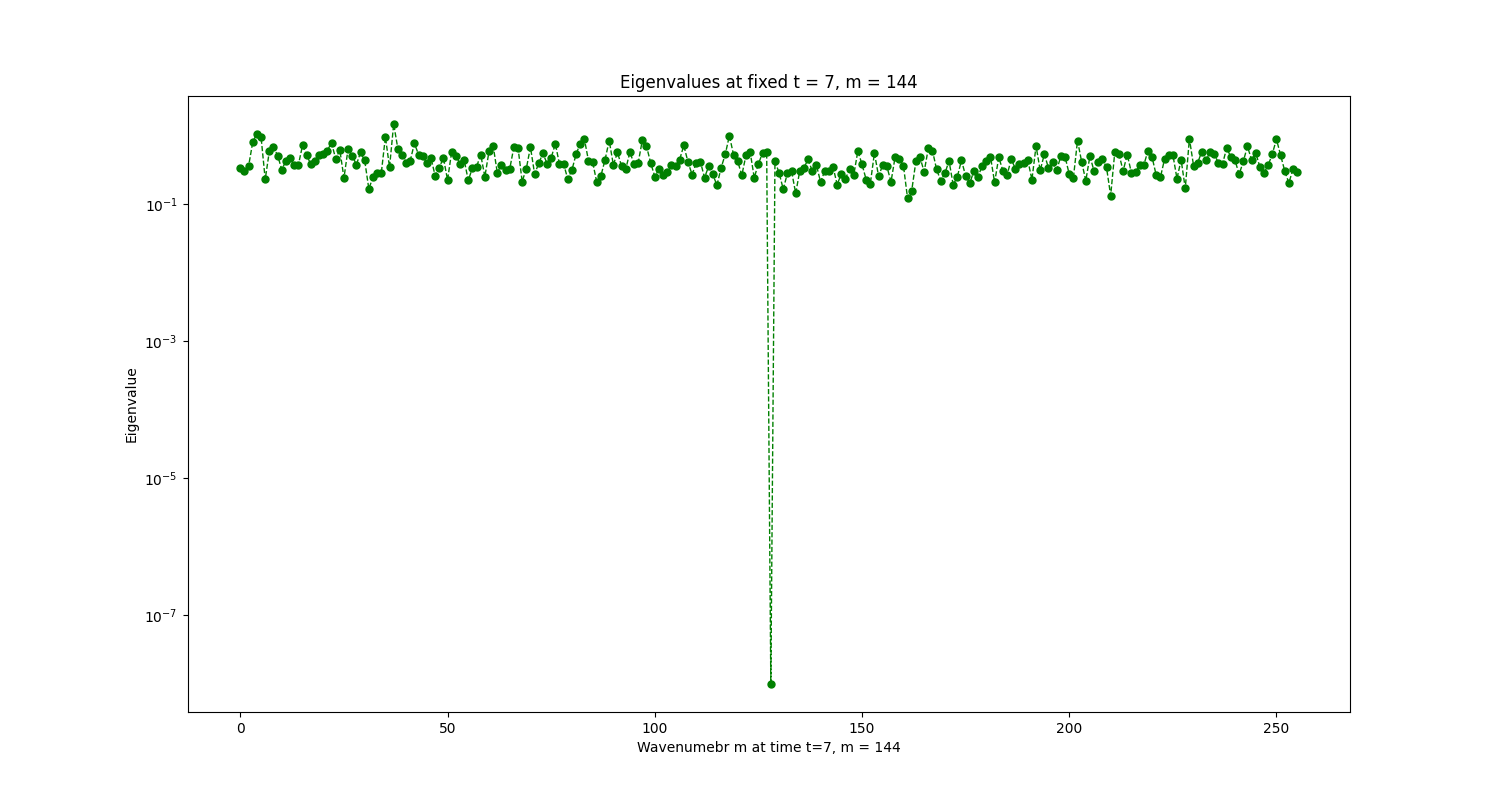 Eigenvalues at fixed t = 7, m = 144
Eigenvalue
10⁻¹
10⁻³
10⁻⁵
10⁻⁷
0 50 100 150 200 250
Wavenumebr m at time t=7, m = 144